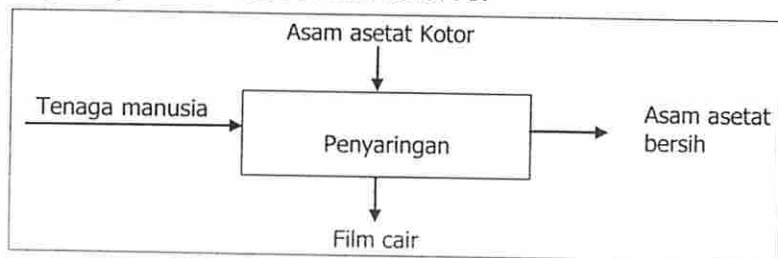 Asam asetat Kotor
Tenaga manusia
Penyaringan
Asam asetat
bersih
Film cair